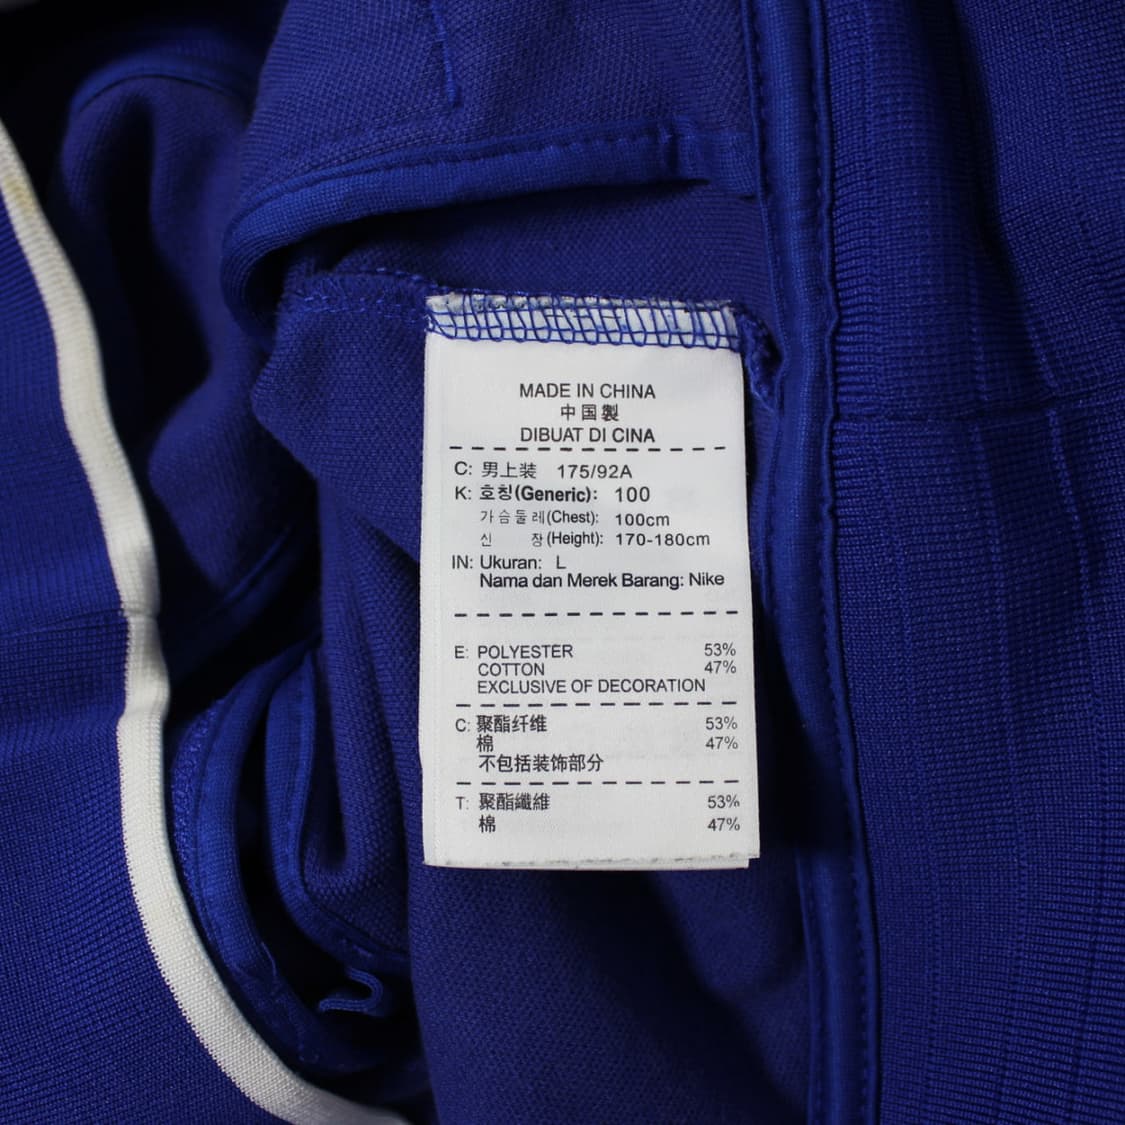 MADE IN CHINA
中国製
DIBUAT DI CINA
C: 男上装 175/92A
K: 호칭(Generic): 100
가슴둘레(Chest): 100cm
신 장(Height): 170-180cm
IN: Ukuran: L
Nama dan Merek Barang: Nike
E: POLYESTER 53%
COTTON 47%
EXCLUSIVE OF DECORATION
C: 聚酯纤维 53%
棉 47%
不包括装饰部分
T: 聚酯纖維 53%
棉 47%